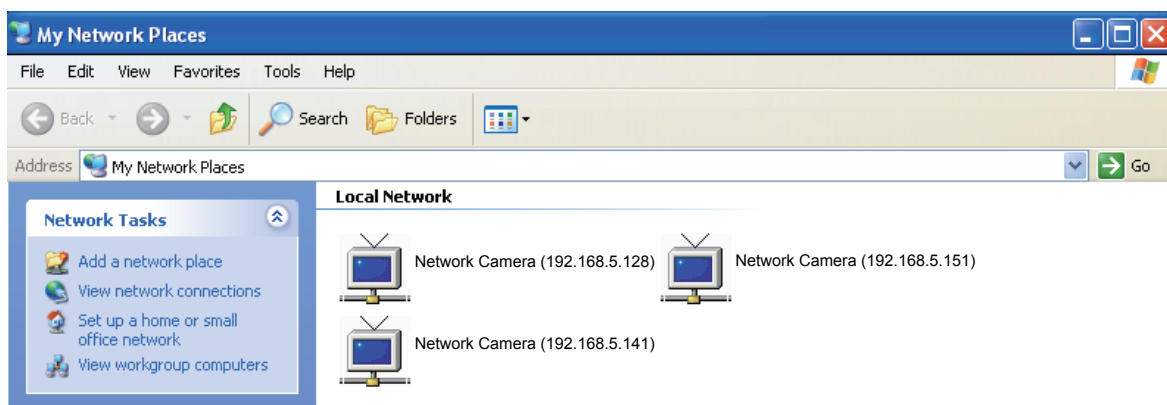 My Network Places
File Edit View Favorites Tools Help
Back Search Folders
Address My Network Places Go
Network Tasks
Add a network place
View network connections
Set up a home or small
office network
View workgroup computers
Local Network
Network Camera (192.168.5.128) Network Camera (192.168.5.151)
Network Camera (192.168.5.141)